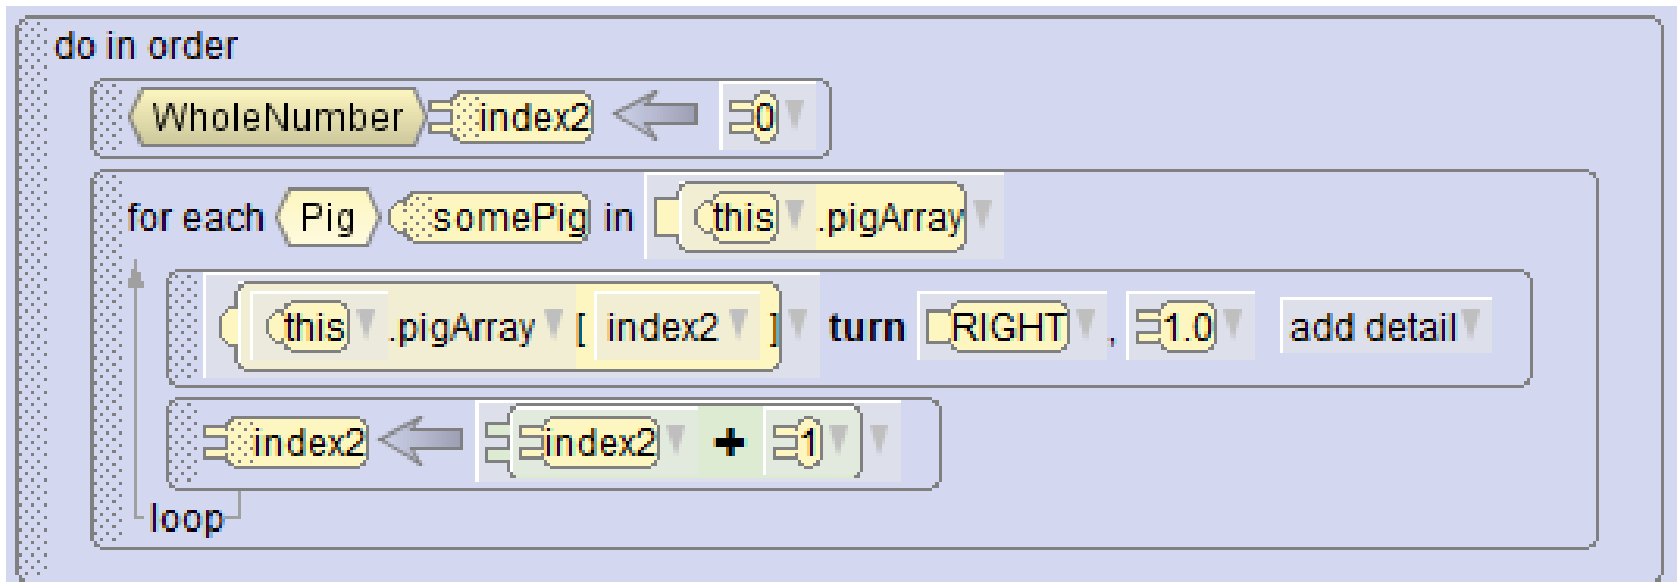 do in order
WholeNumber index2 0
for each Pig somePig in this .pigArray
this .pigArray [ index2 ] turn RIGHT , 1.0 add detail
index2 index2 + 1
loop